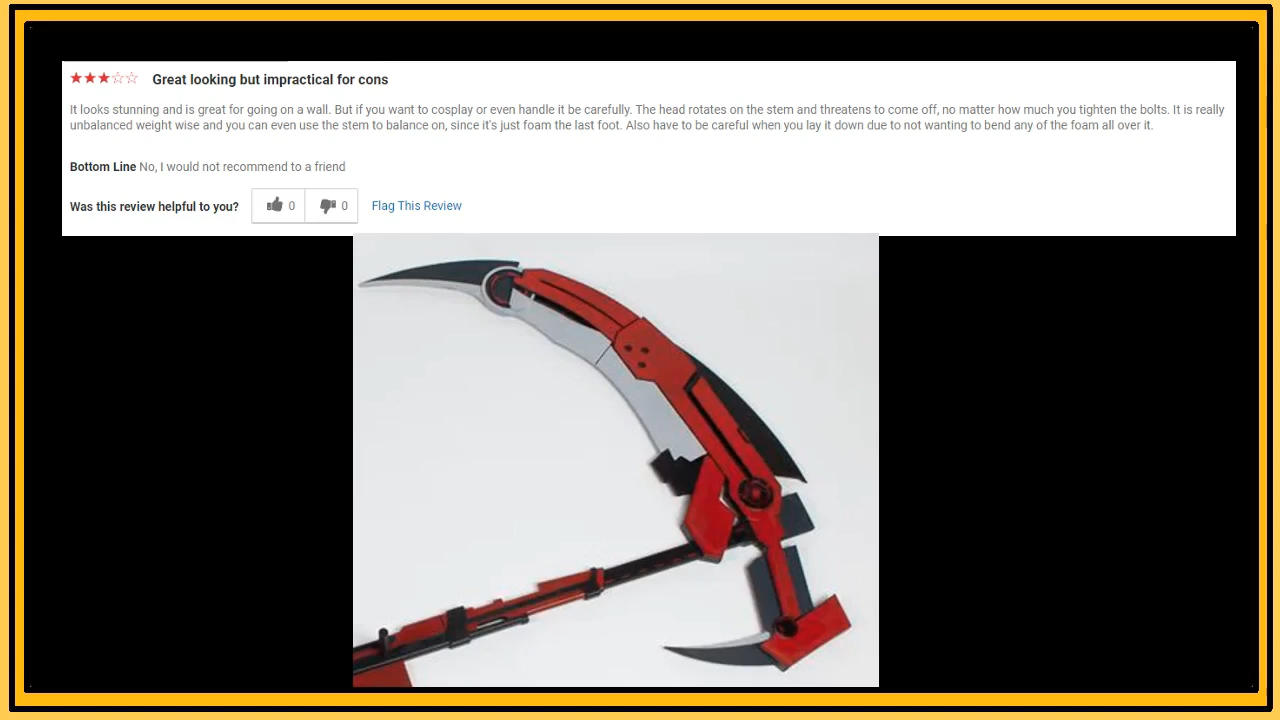 Great looking but impractical for cons
It looks stunning and is great for going on a wall. But if you want to cosplay or even handle it be carefully. The head rotates on the stem and threatens to come off, no matter how much you tighten the bolts. It is really
unbalanced weight wise and you can even use the stem to balance on, since it's just foam the last foot. Also have to be careful when you lay it down due to not wanting to bend any of the foam all over it.
Bottom Line No, I would not recommend to a friend
Was this review helpful to you? 0 0 Flag This Review